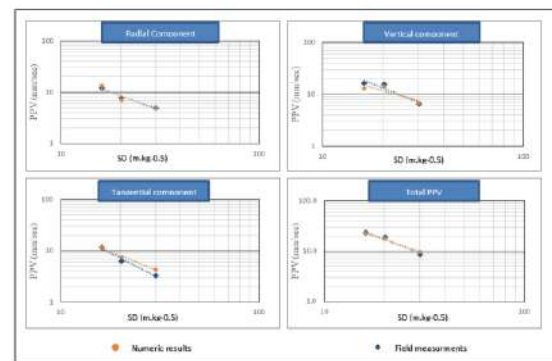 Radial Component
100
10
1
PPV (mm/sec)
10
100
SD (m.kg-0.5)
Vertical component
100
10
1
PPV (mm/sec)
10
100
SD (m.kg-0.5)
Tangential component
100
10
1
PPV (mm/sec)
10
100
SD (m.kg-0.5)
Total PPV
100.0
10.0
1.0
PPV (mm/sec)
10
100
SD (m.kg-0.5)
Numeric results
Field measurments